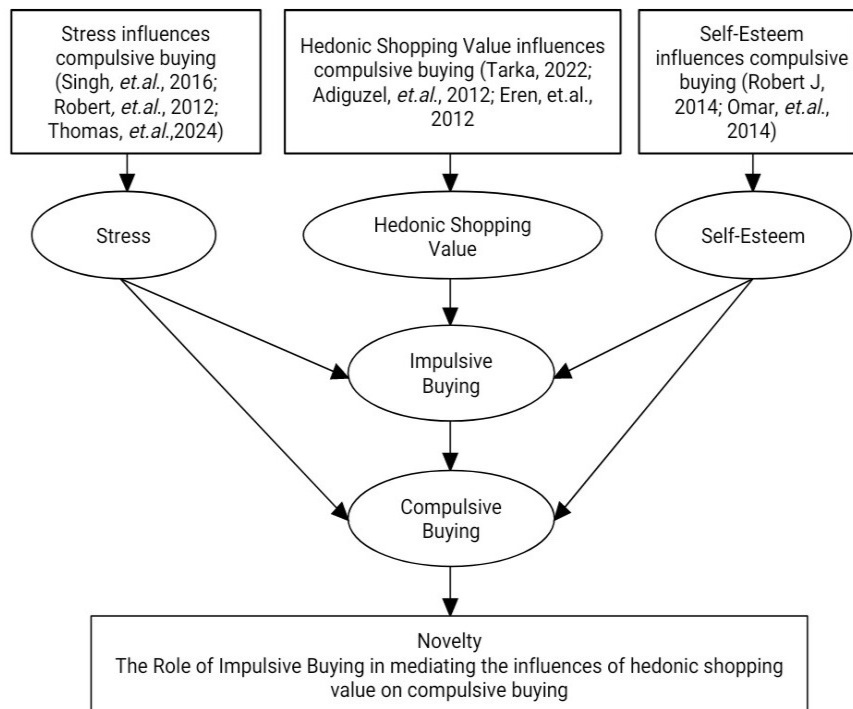 Stress influences
compulsive buying
(Singh, et.al., 2016;
Robert, et.al., 2012;
Thomas, et.al.,2024)
Hedonic Shopping Value influences
compulsive buying (Tarka, 2022;
Adiguzel, et.al., 2012; Eren, et.al.,
2012
Self-Esteem
influences compulsive
buying (Robert J,
2014; Omar, et.al.,
2014)
Stress
Hedonic Shopping
Value
Self-Esteem
Impulsive
Buying
Compulsive
Buying
Novelty
The Role of Impulsive Buying in mediating the influences of hedonic shopping
value on compulsive buying